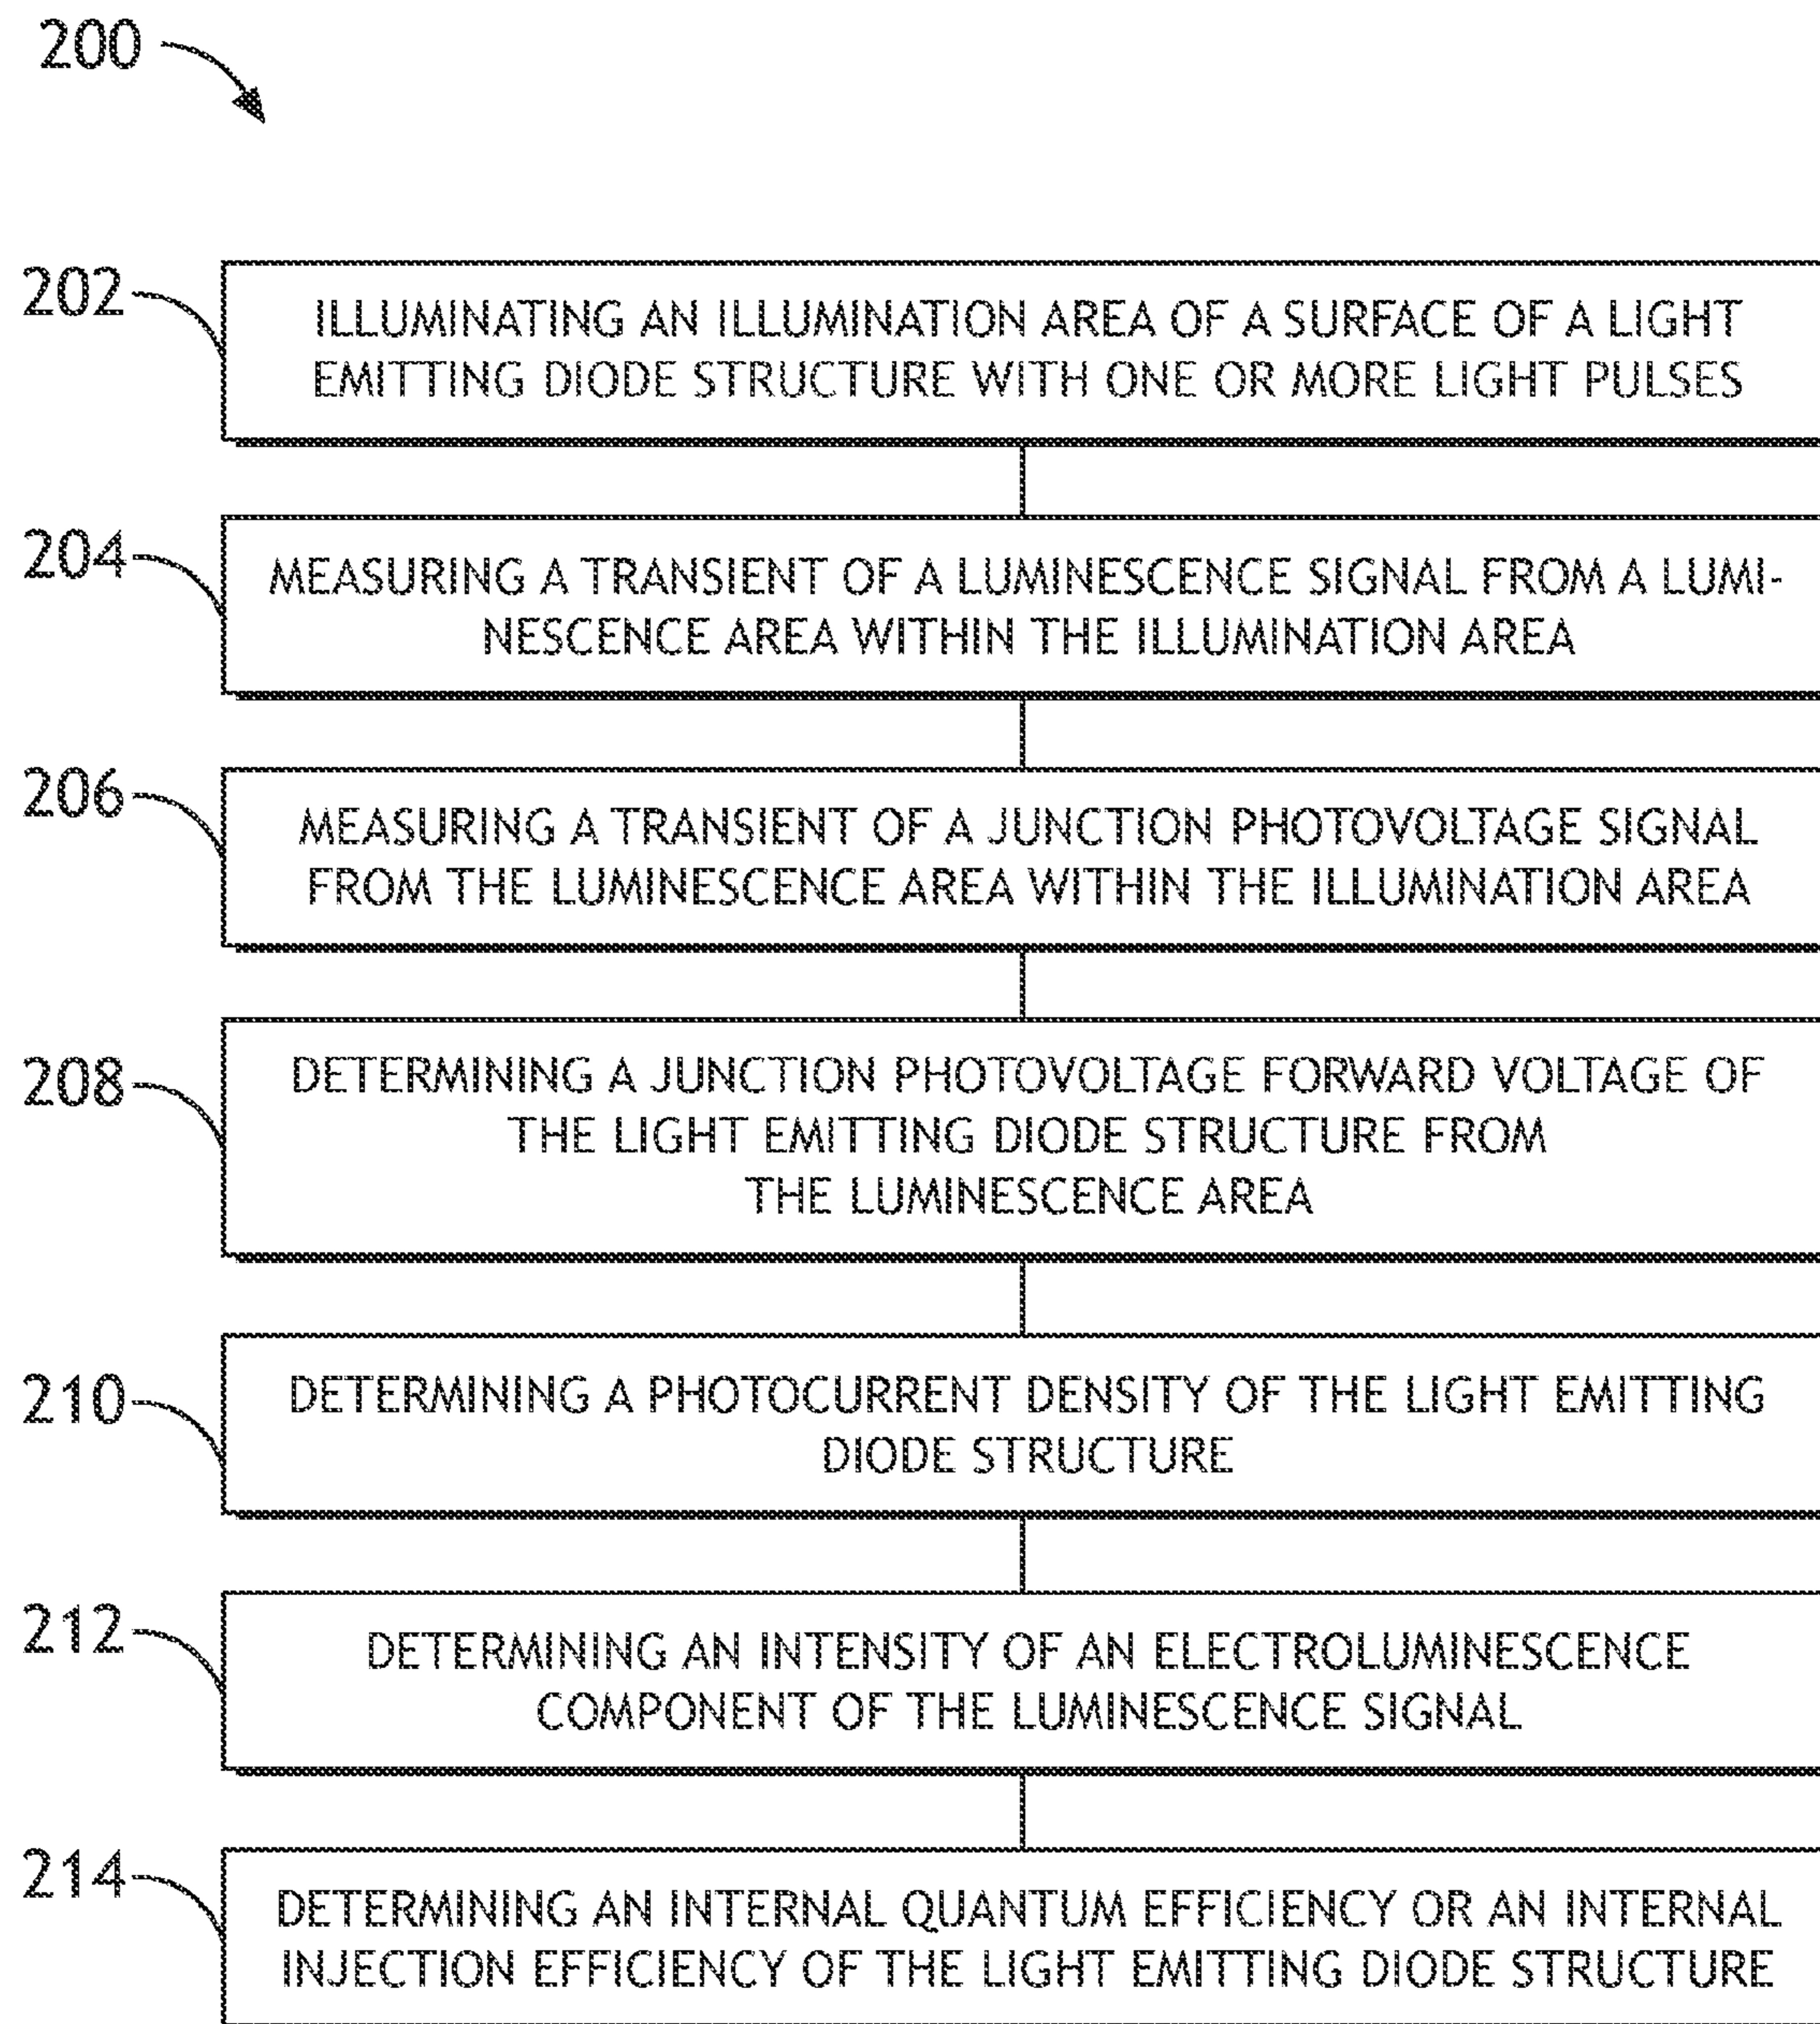 200
202
ILLUMINATING AN ILLUMINATION AREA OF A SURFACE OF A LIGHT
EMITTING DIODE STRUCTURE WITH ONE OR MORE LIGHT PULSES
204
MEASURING A TRANSIENT OF A LUMINESCENCE SIGNAL FROM A LUMI-
NESCENCE AREA WITHIN THE ILLUMINATION AREA
206
MEASURING A TRANSIENT OF A JUNCTION PHOTOVOLTAGE SIGNAL
FROM THE LUMINESCENCE AREA WITHIN THE ILLUMINATION AREA
208
DETERMINING A JUNCTION PHOTOVOLTAGE FORWARD VOLTAGE OF
THE LIGHT EMITTING DIODE STRUCTURE FROM
THE LUMINESCENCE AREA
210
DETERMINING A PHOTOCURRENT DENSITY OF THE LIGHT EMITTING
DIODE STRUCTURE
212
DETERMINING AN INTENSITY OF AN ELECTROLUMINESCENCE
COMPONENT OF THE LUMINESCENCE SIGNAL
214
DETERMINING AN INTERNAL QUANTUM EFFICIENCY OR AN INTERNAL
INJECTION EFFICIENCY OF THE LIGHT EMITTING DIODE STRUCTURE